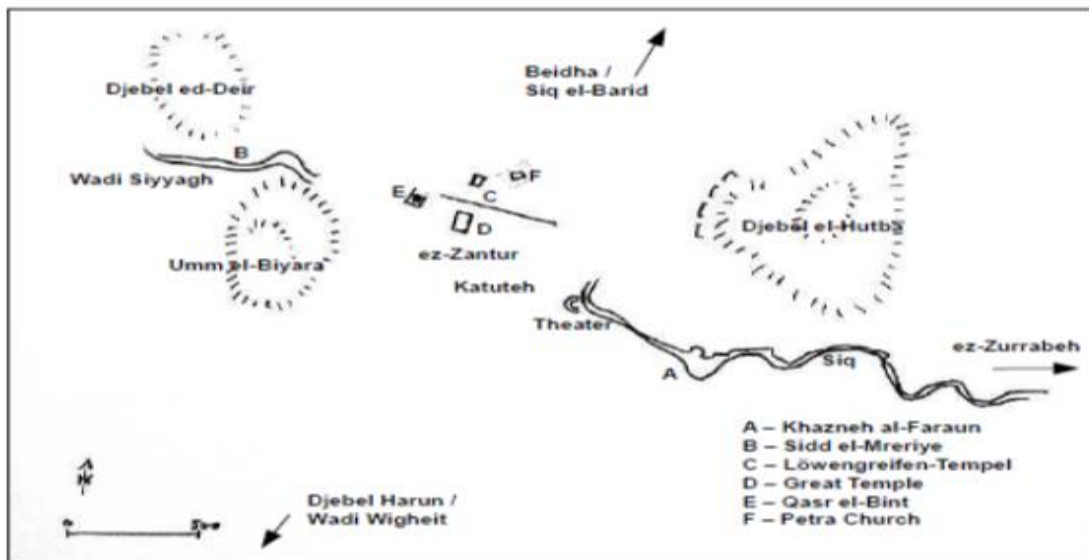 Beidha /
Siq el-Barid
Djebel ed-Deir
B
Wadi Siyyagh
F
E
C
D
Djebel el-Hutba
Umm el-Biyara
ez-Zantur
Katuteh
Theater
ez-Zurrabeh
Siq
A
A – Khazneh al-Faraun
B – Sidd el-Mreriye
C – Löwengreifen-Tempel
D – Great Temple
E – Qasr el-Bint
F – Petra Church
Djebel Harun /
Wadi Wigheit
0